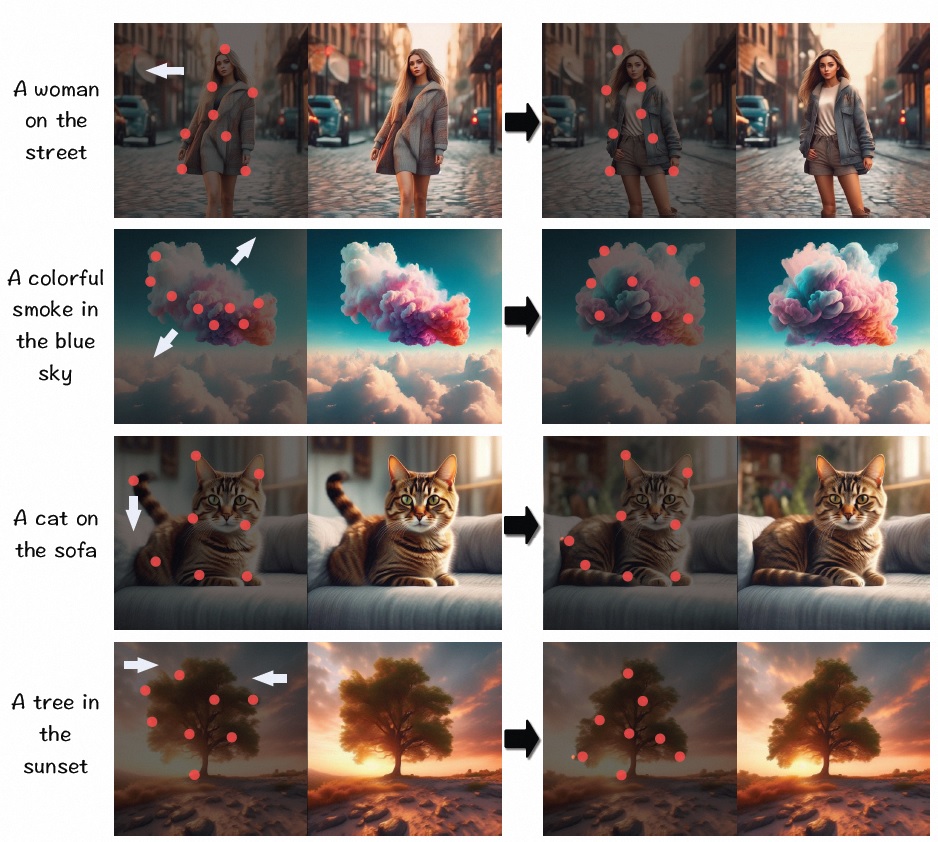 A woman
on the
street
A colorful
smoke in
the blue
sky
A cat on
the sofa
A tree in
the
sunset